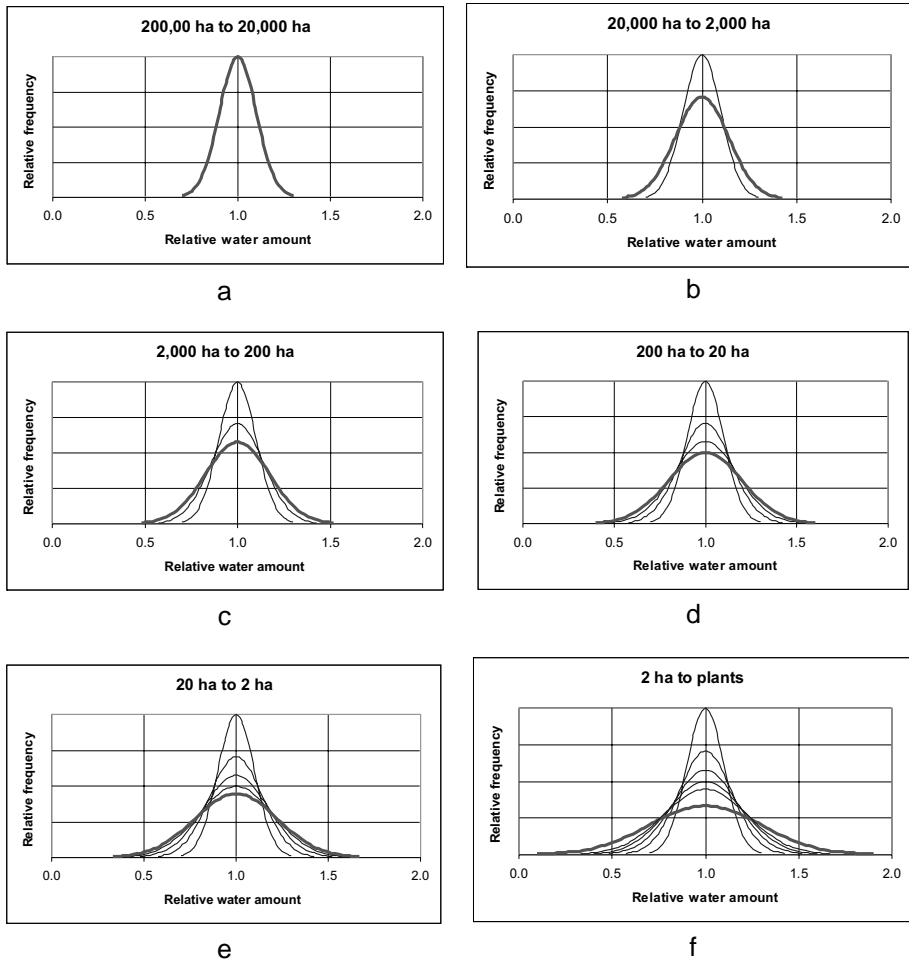 200,00 ha to 20,000 ha
Relative frequency
0.0 0.5 1.0 1.5 2.0
Relative water amount
a
20,000 ha to 2,000 ha
Relative frequency
0.0 0.5 1.0 1.5 2.0
Relative water amount
b
2,000 ha to 200 ha
Relative frequency
0.0 0.5 1.0 1.5 2.0
Relative water amount
c
200 ha to 20 ha
Relative frequency
0.0 0.5 1.0 1.5 2.0
Relative water amount
d
20 ha to 2 ha
Relative frequency
0.0 0.5 1.0 1.5 2.0
Relative water amount
e
2 ha to plants
Relative frequency
0.0 0.5 1.0 1.5 2.0
Relative water amount
f